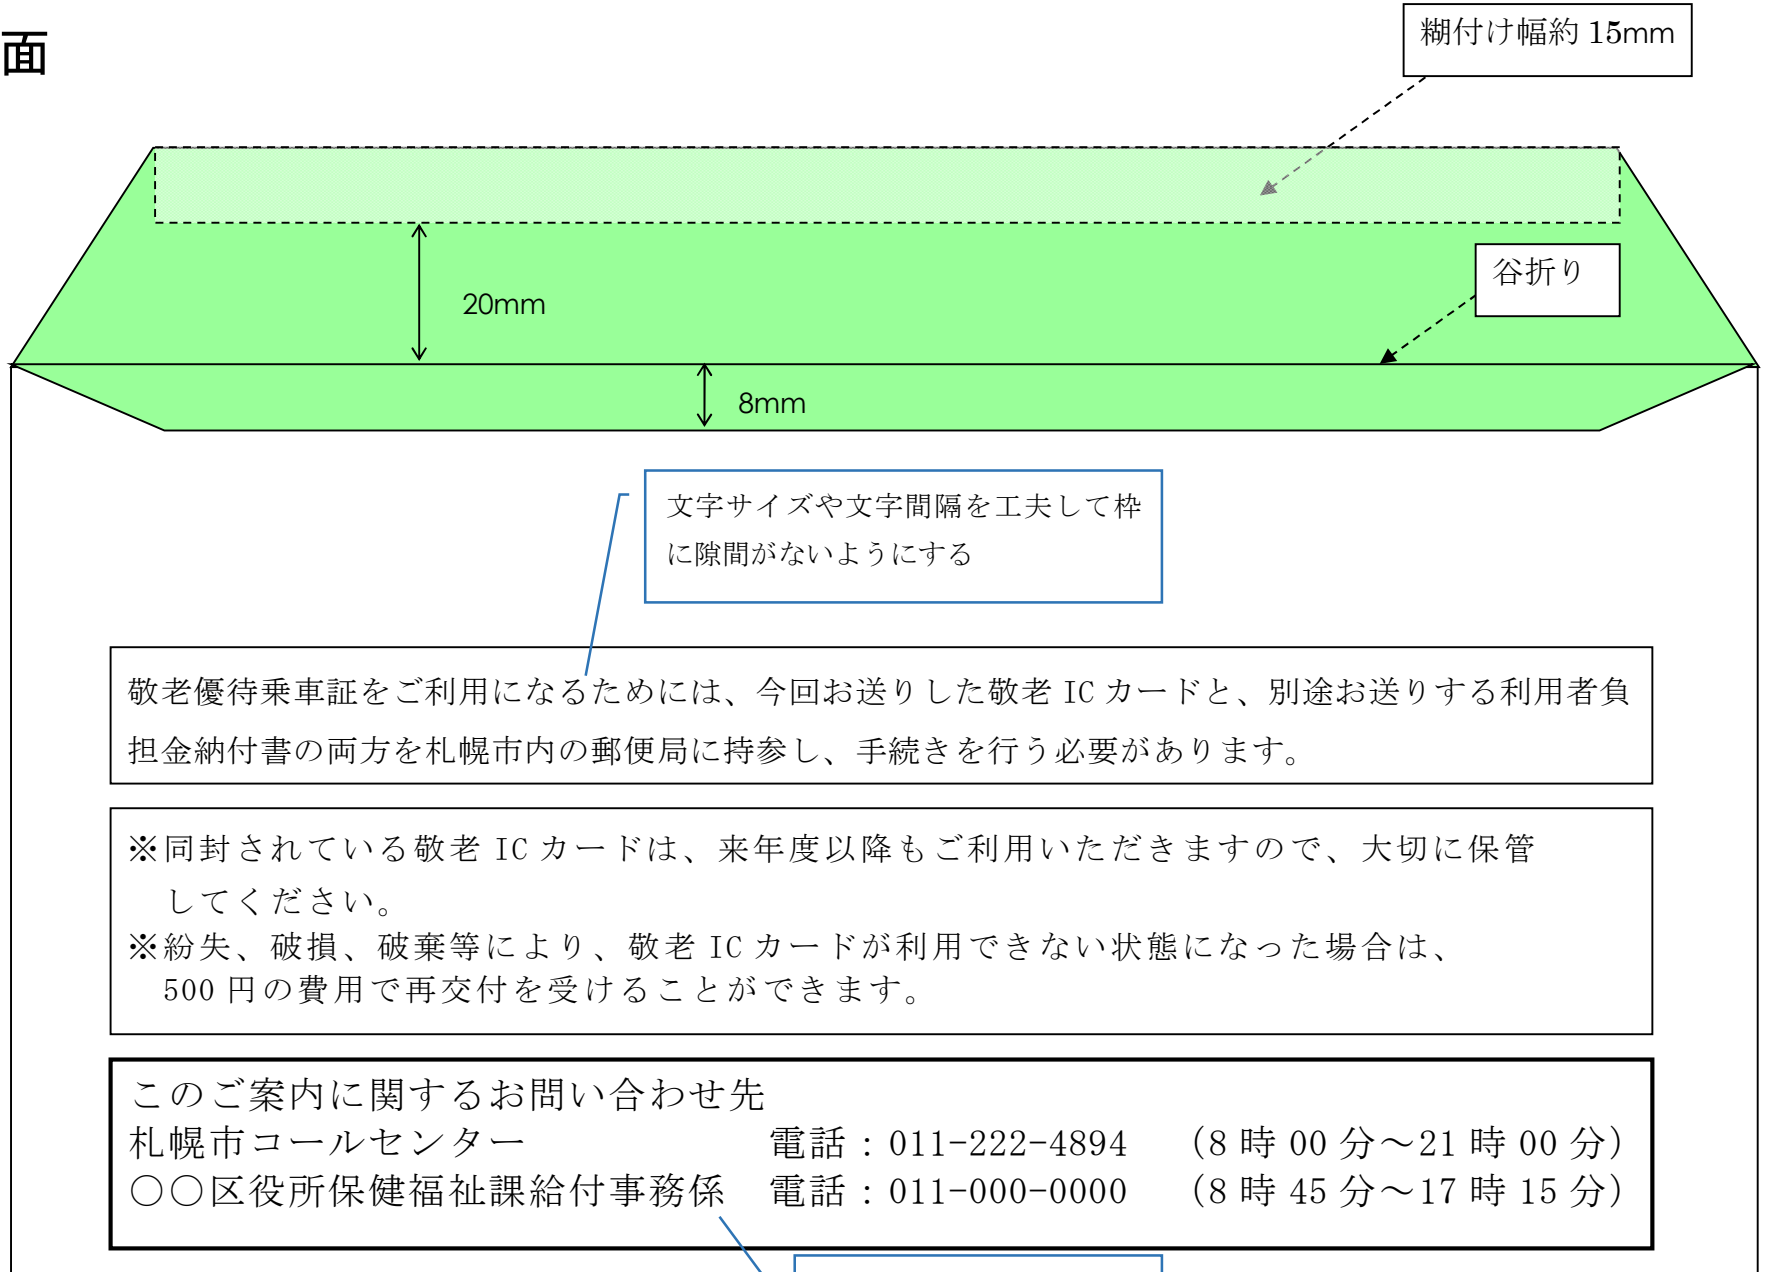 面
糊付け幅約 15mm
谷折り
20mm
8mm
文字サイズや文字間隔を工夫して枠
に隙間がないようにする
敬老優待乗車証をご利用になるためには、今回お送りした敬老 IC カードと、別途お送りする利用者負
担金納付書の両方を札幌市内の郵便局に持参し、手続きを行う必要があります。
※同封されている敬老 IC カードは、来年度以降もご利用いただきますので、大切に保管
してください。
※紛失、破損、破棄等により、敬老 IC カードが利用できない状態になった場合は、
500 円の費用で再交付を受けることができます。
このご案内に関するお問い合わせ先
札幌市コールセンター 電話：011-222-4894 （8 時 00 分～21 時 00 分）
○○区役所保健福祉課給付事務係 電話：011-000-0000 （8 時 45 分～17 時 15 分）